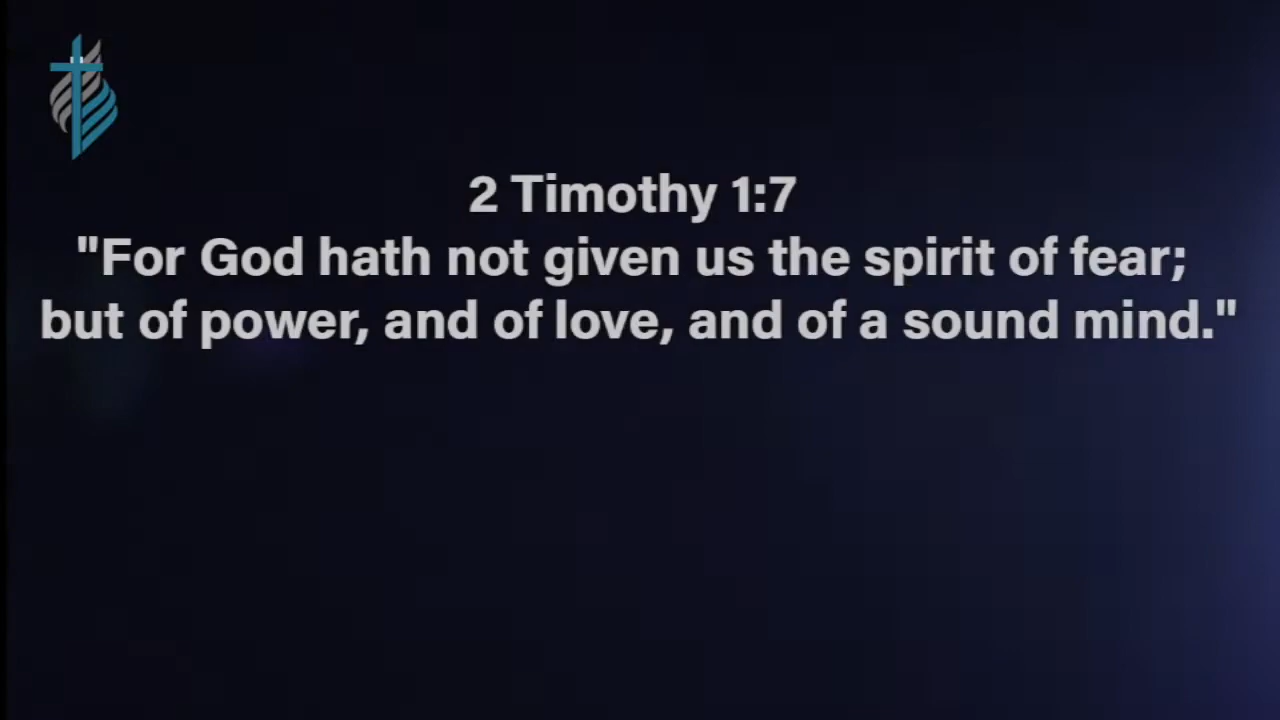 2 Timothy 1:7
"For God hath not given us the spirit of fear;
but of power, and of love, and of a sound mind."